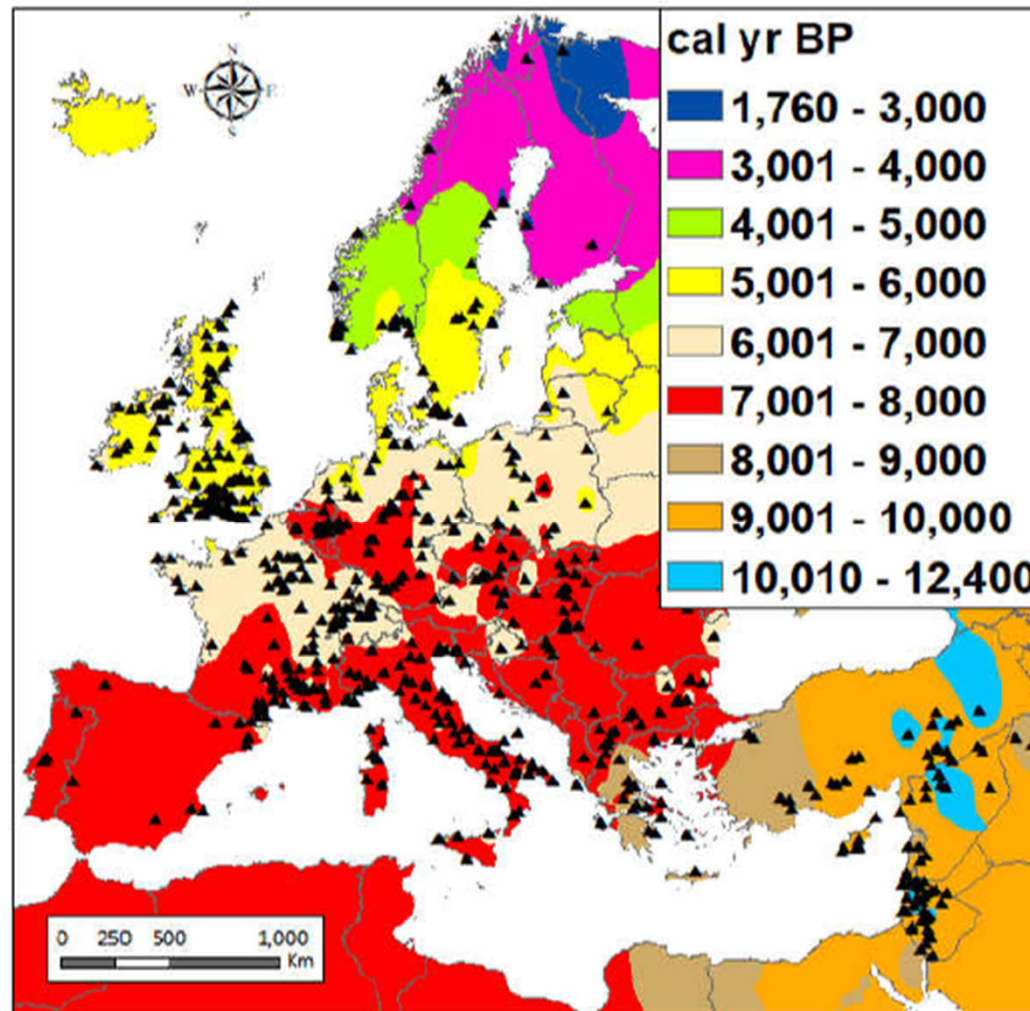 cal yr BP
1,760 - 3,000
3,001 - 4,000
4,001 - 5,000
5,001 - 6,000
6,001 - 7,000
7,001 - 8,000
8,001 - 9,000
9,001 - 10,000
10,010 - 12,400
N
W E
S
0 250 500 1,000
Km